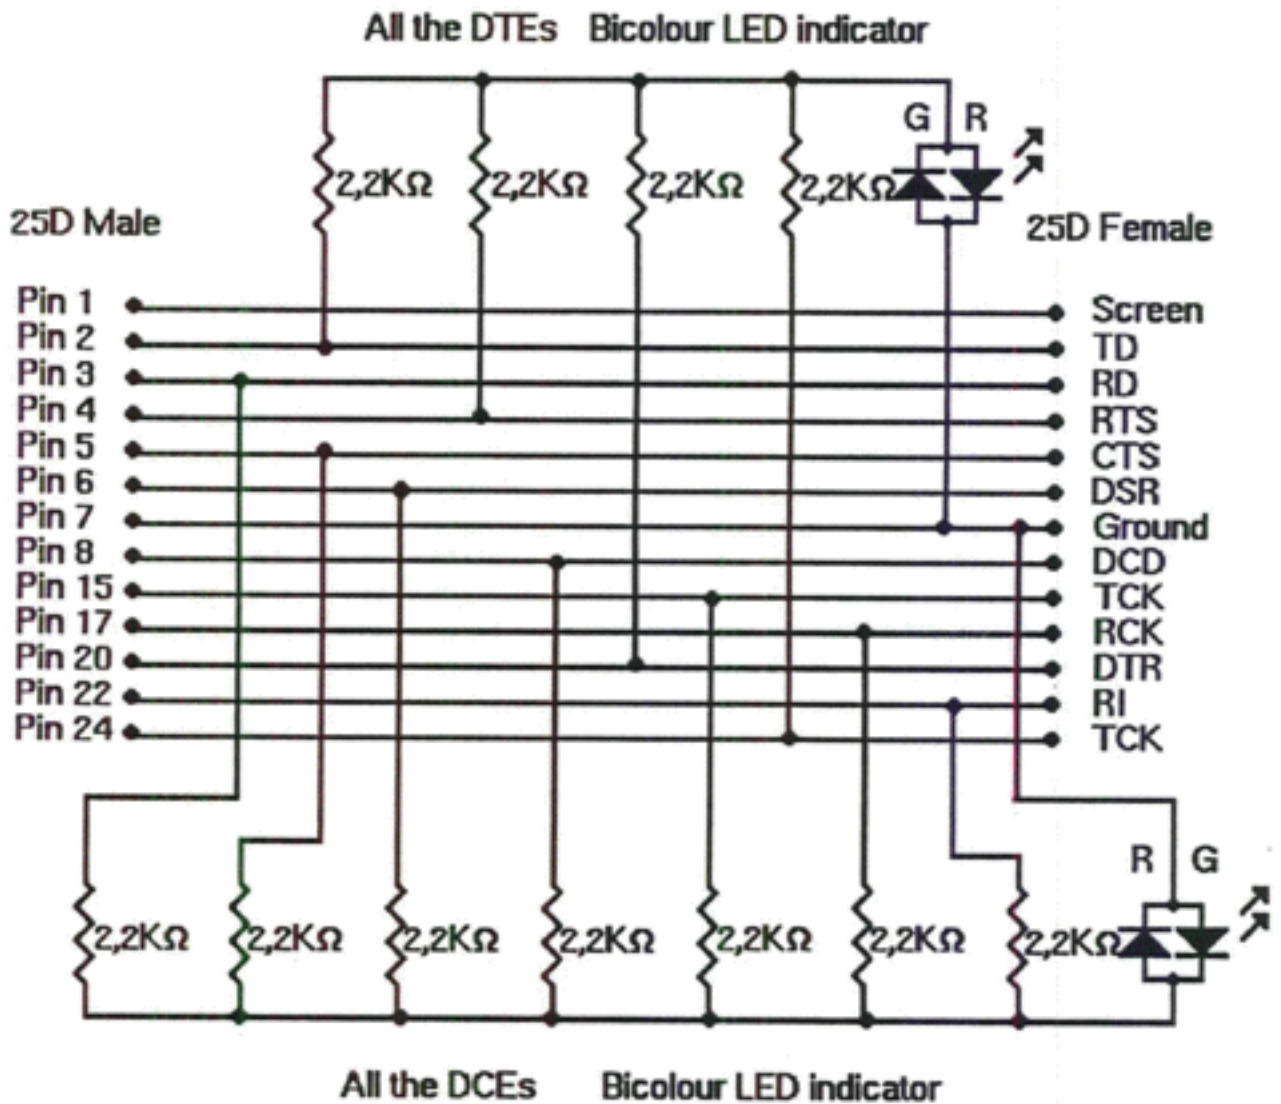 All the DTEs Bicolour LED indicator
G R
2,2KΩ 2,2KΩ 2,2KΩ 2,2KΩ
25D Male 25D Female
Pin 1 Screen
Pin 2 TD
Pin 3 RD
Pin 4 RTS
Pin 5 CTS
Pin 6 DSR
Pin 7 Ground
Pin 8 DCD
Pin 15 TCK
Pin 17 RCK
Pin 20 DTR
Pin 22 RI
Pin 24 TCK
R G
2,2KΩ 2,2KΩ 2,2KΩ 2,2KΩ 2,2KΩ 2,2KΩ 2,2KΩ
All the DCEs Bicolour LED indicator